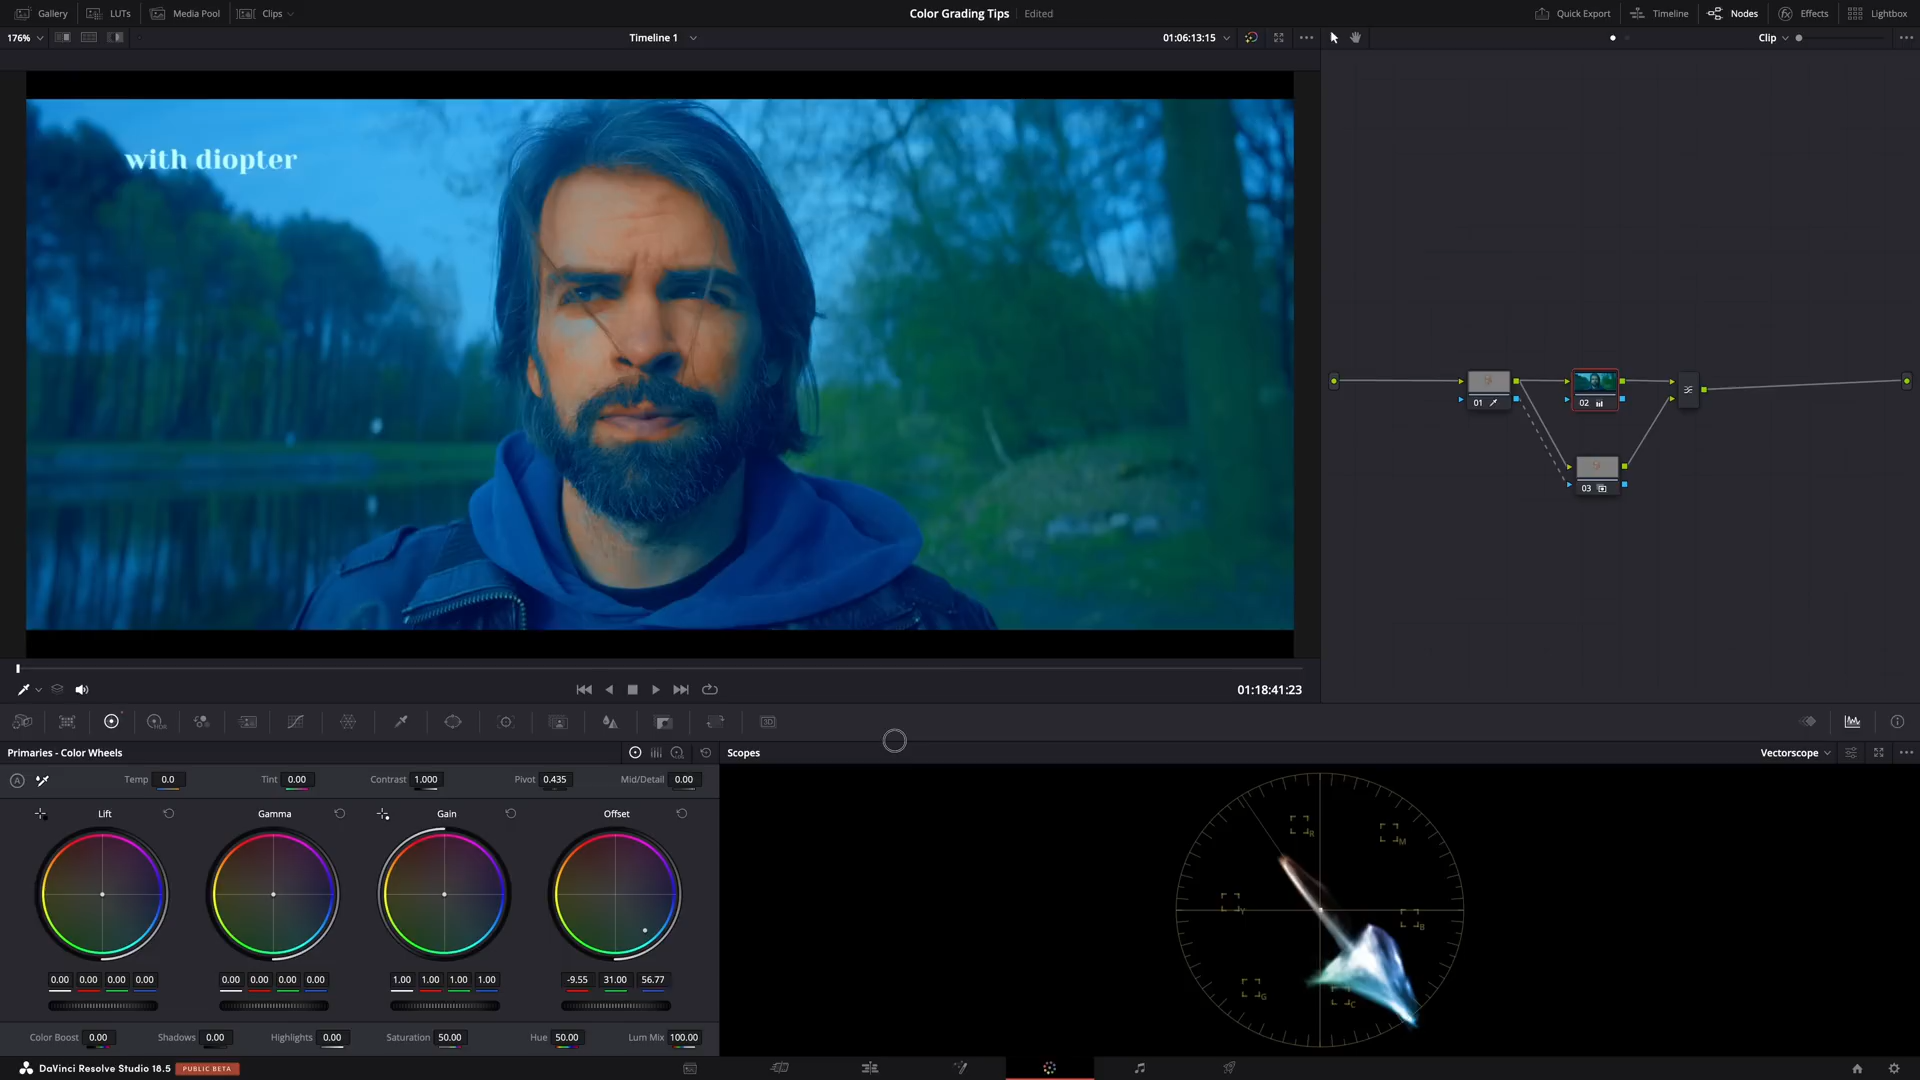 Gallery LUTs Media Pool Clips Color Grading Tips Edited Quick Export Timeline Nodes Effects Lightbox
176% Timeline 1 01:06:13:15 Clip
with diopter
01 02
03
01:18:41:23
Primaries - Color Wheels Scopes Vectorscope
Temp 0.0 Tint 0.00 Contrast 1.000 Pivot 0.435 Mid/Detail 0.00
Lift Gamma Gain Offset
R M
Y B
G C
0.00 0.00 0.00 0.00 0.00 0.00 0.00 0.00 1.00 1.00 1.00 1.00 -9.55 31.00 56.77
Color Boost 0.00 Shadows 0.00 Highlights 0.00 Saturation 50.00 Hue 50.00 Lum Mix 100.00
DaVinci Resolve Studio 18.5 PUBLIC BETA